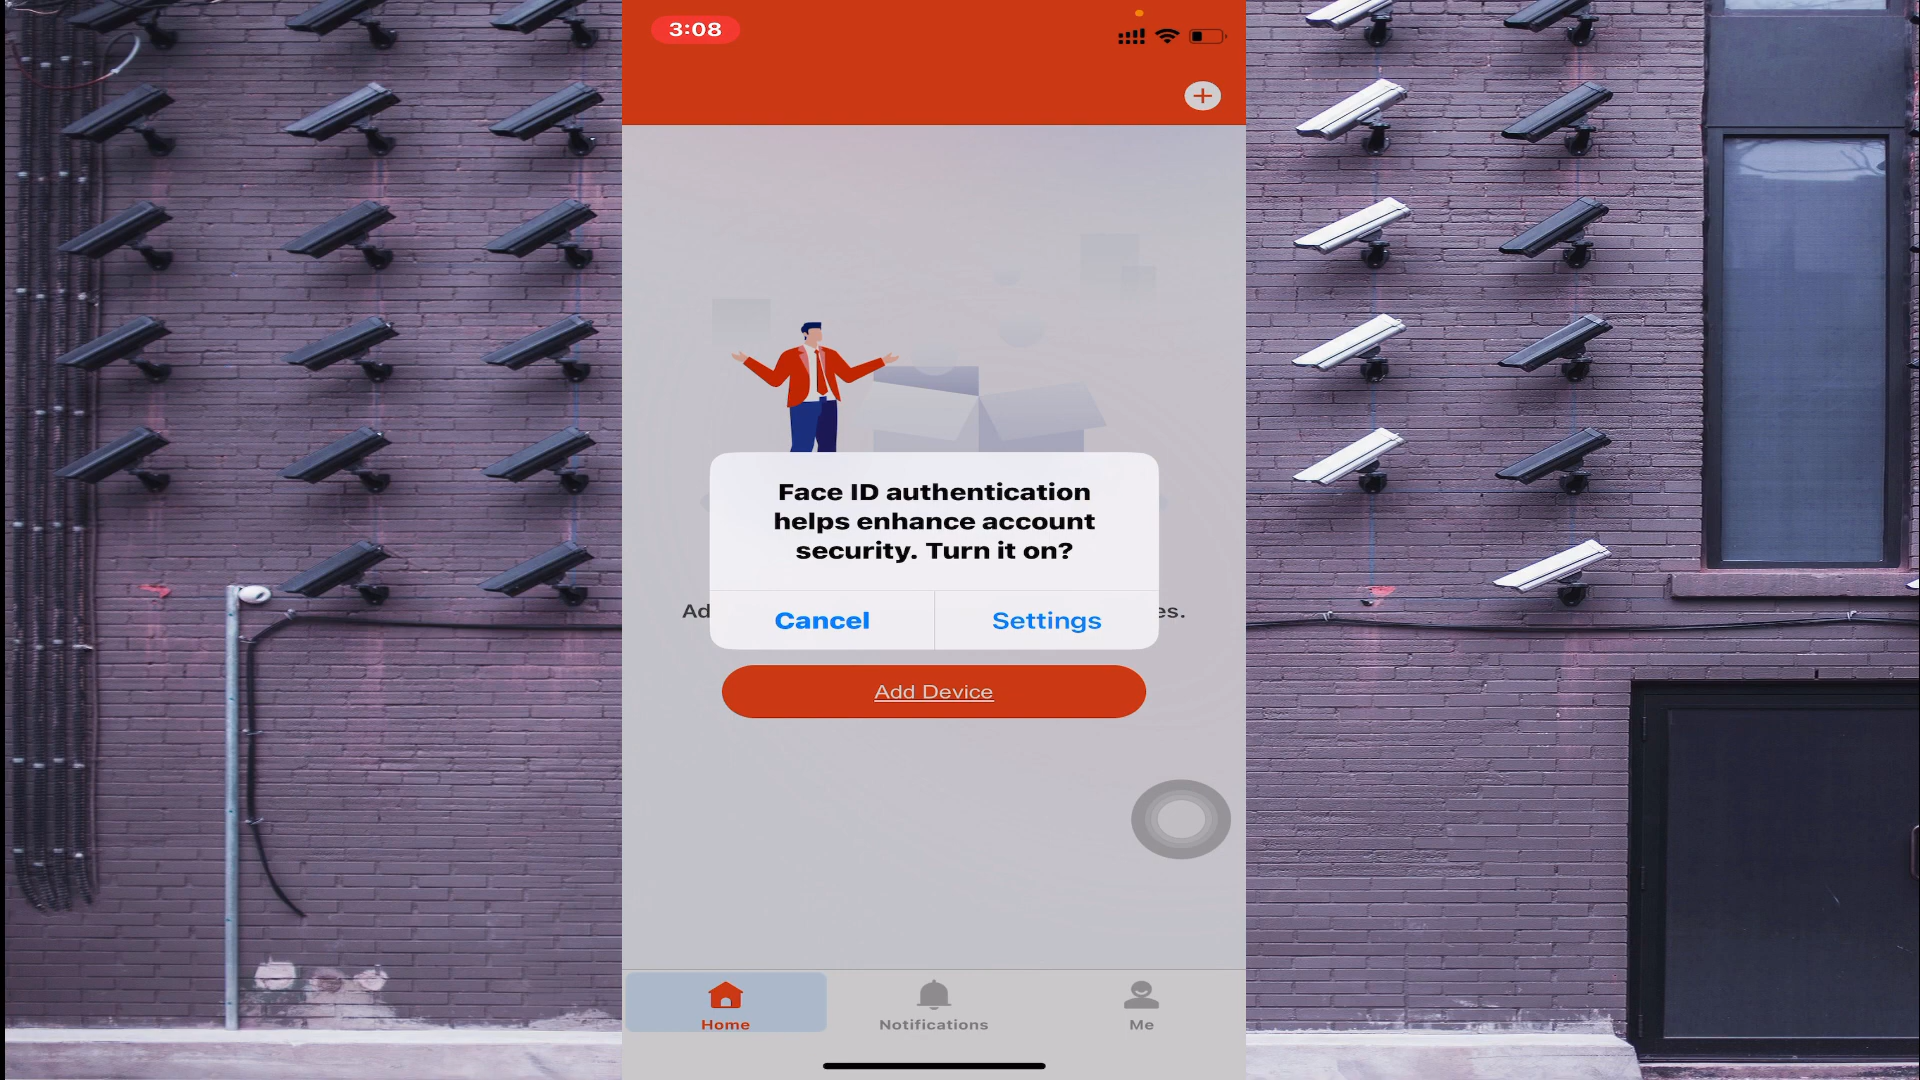 3:08
Face ID authentication
helps enhance account
security. Turn it on?
Ad
es.
Cancel
Settings
Add Device
Home
Notifications
Me